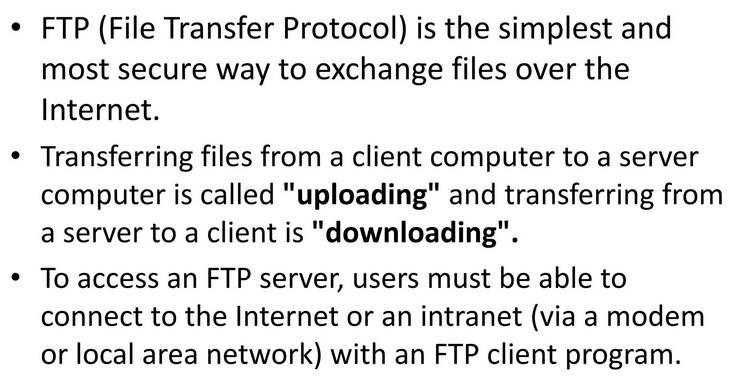 • FTP (File Transfer Protocol) is the simplest and
most secure way to exchange files over the
Internet.
• Transferring files from a client computer to a server
computer is called "uploading" and transferring from
a server to a client is "downloading".
• To access an FTP server, users must be able to
connect to the Internet or an intranet (via a modem
or local area network) with an FTP client program.